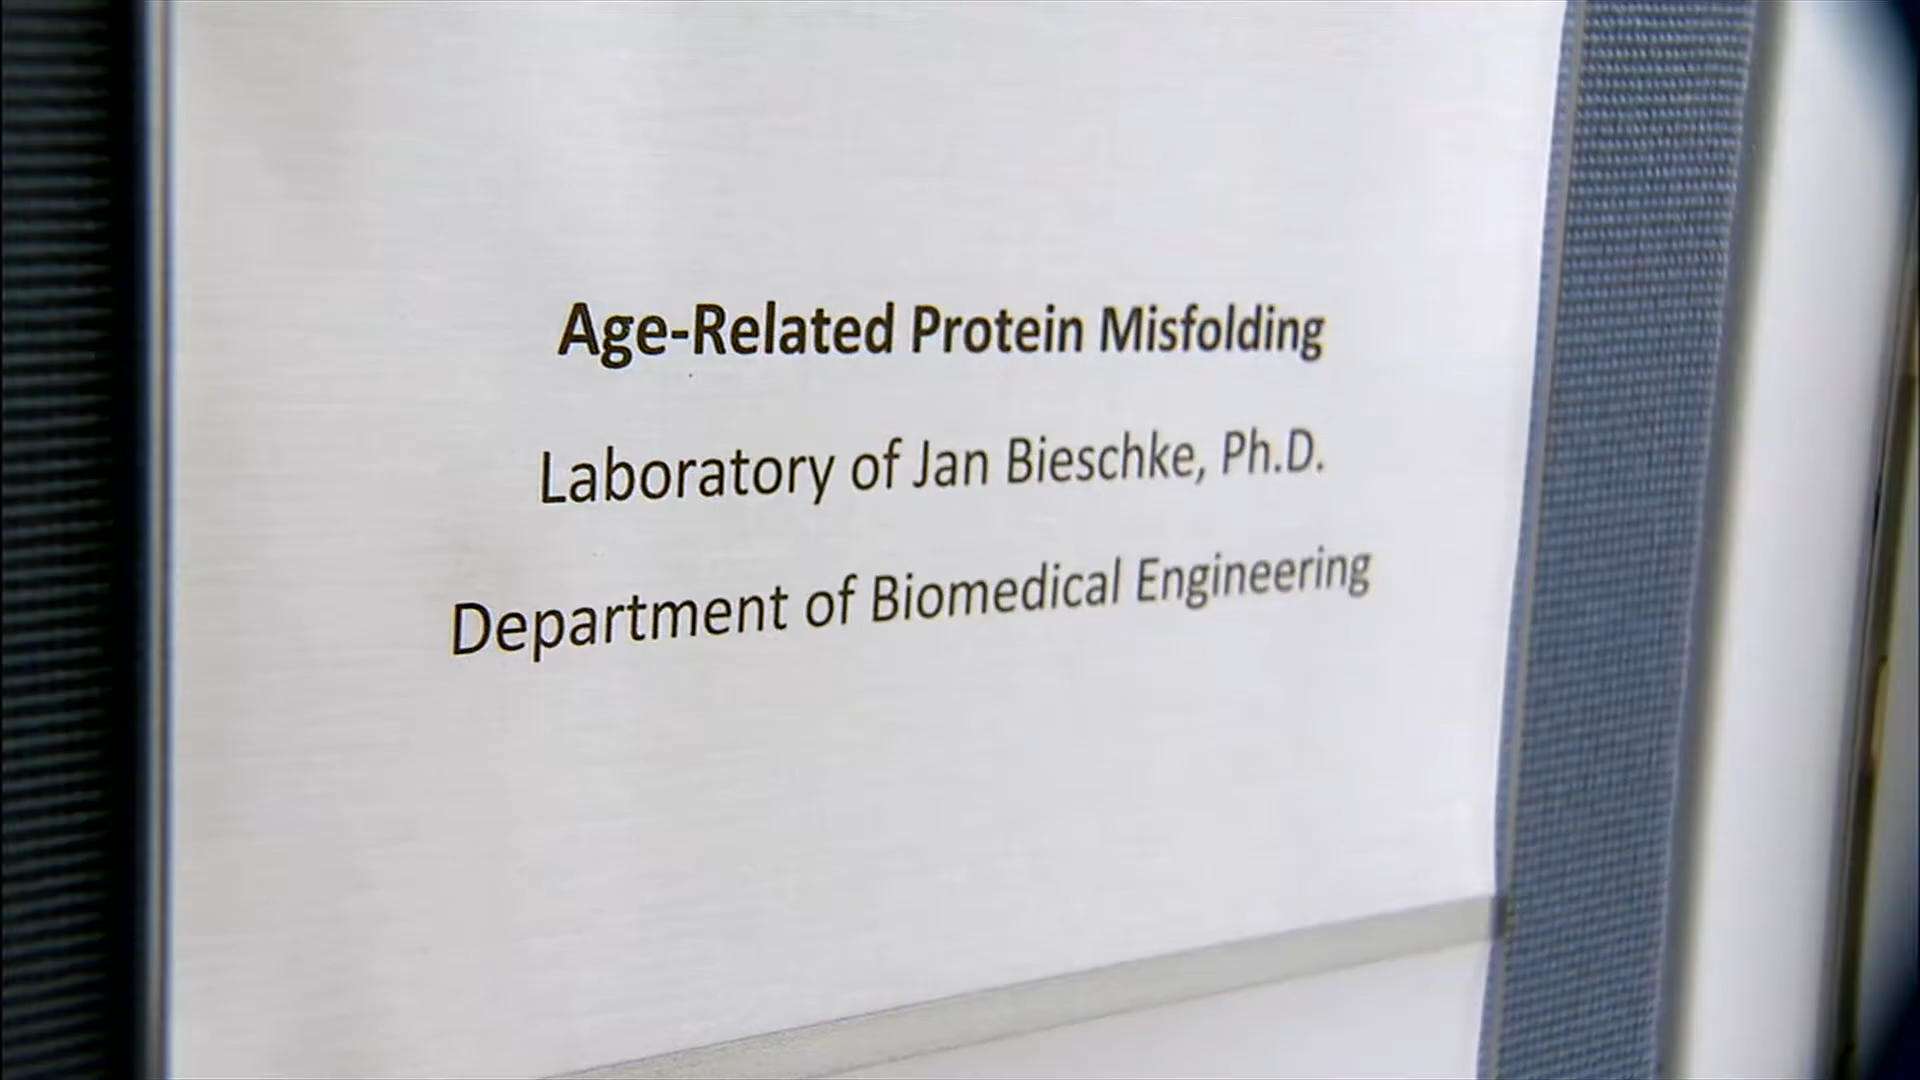 Age-Related Protein Misfolding
Laboratory of Jan Bieschke, Ph.D.
Department of Biomedical Engineering